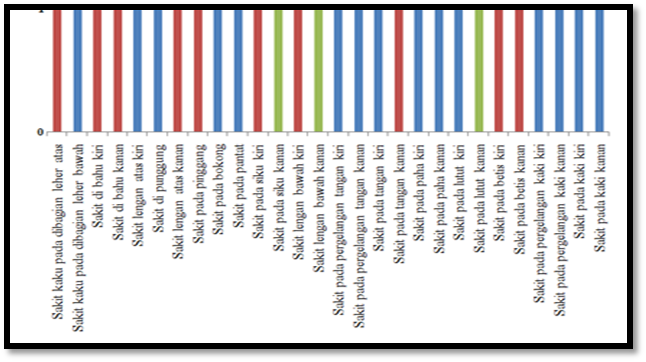 0
Sakit kaku pada dibagian leher atas
Sakit kaku pada dibagian leher bawah
Sakit di bahu kiri
Sakit di bahu kanan
Sakit lengan atas kiri
Sakit di punggung
Sakit lengan atas kanan
Sakit pada pinggang
Sakit pada bokong
Sakit pada pantat
Sakit pada siku kiri
Sakit pada siku kanan
Sakit lengan bawah kiri
Sakit lengan bawah kanan
Sakit pada pergelangan tangan kiri
Sakit pada pergelangan tangan kanan
Sakit pada tangan kiri
Sakit pada tangan kanan
Sakit pada paha kiri
Sakit pada paha kanan
Sakit pada lutut kiri
Sakit pada lutut kanan
Sakit pada betis kiri
Sakit pada betis kanan
Sakit pada pergelangan kaki kiri
Sakit pada pergelangan kaki kanan
Sakit pada kaki kiri
Sakit pada kaki kanan